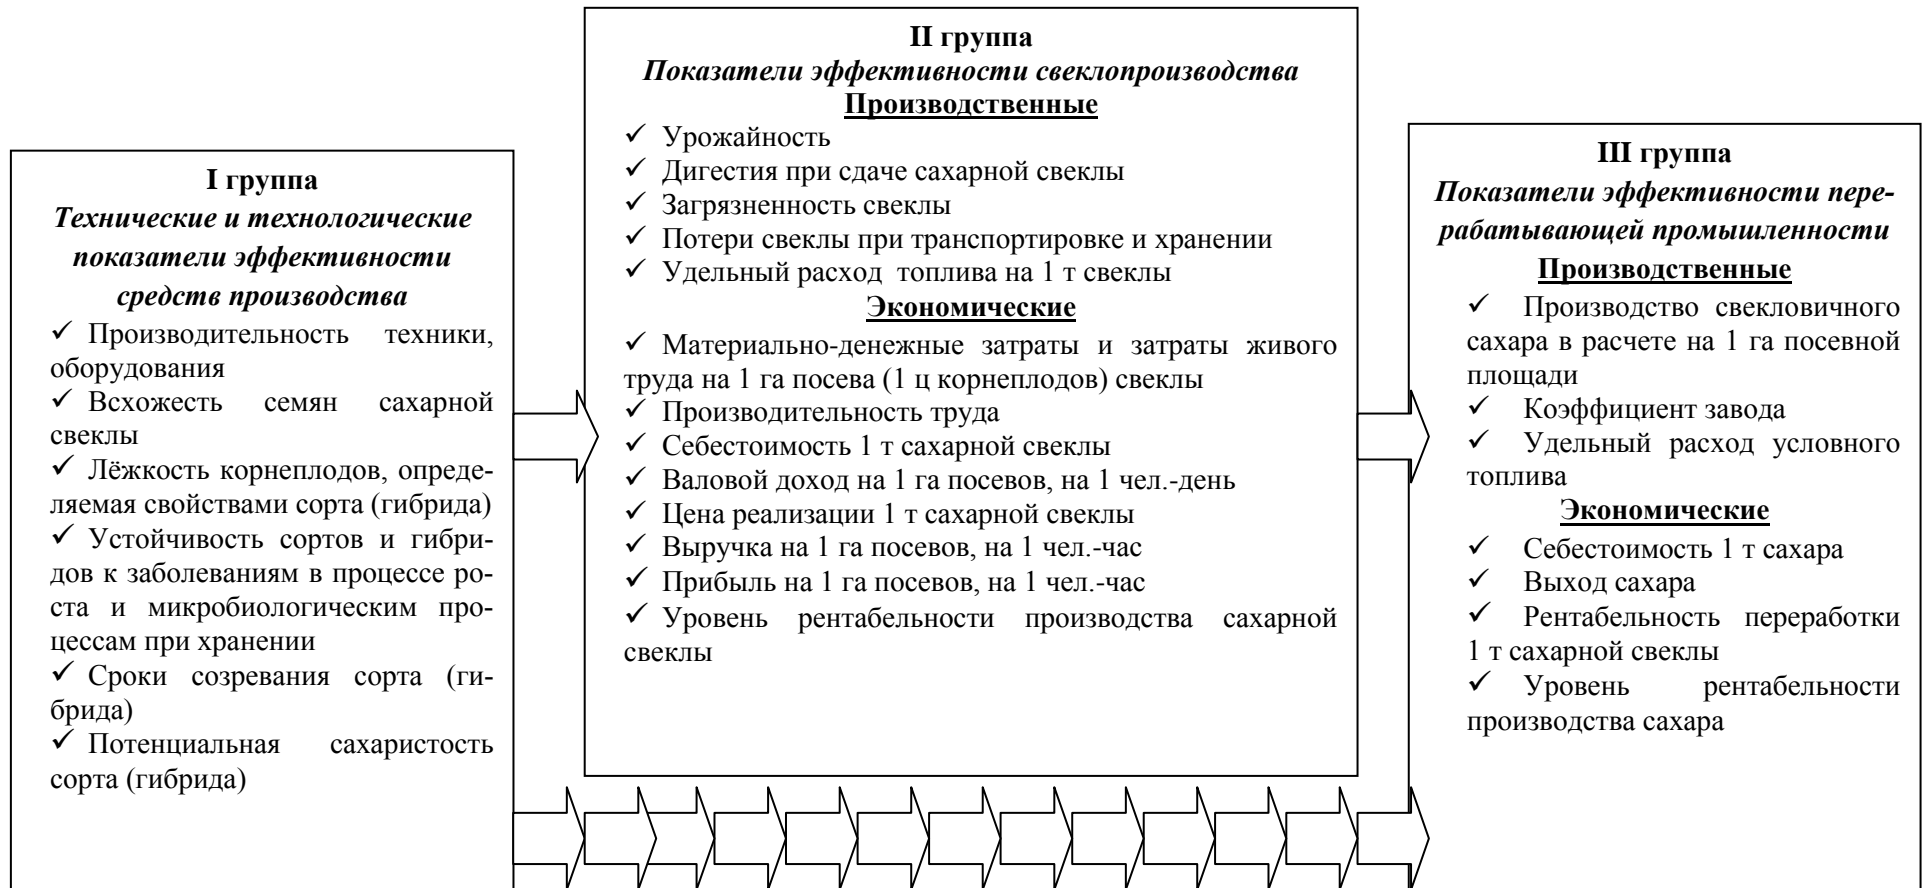 I группа
Технические и технологические
показатели эффективности
средств производства
✓ Производительность техники,
оборудования
✓ Всхожесть семян сахарной
свеклы
✓ Лёжкость корнеплодов, опреде-
ляемая свойствами сорта (гибрида)
✓ Устойчивость сортов и гибри-
дов к заболеваниям в процессе ро-
ста и микробиологическим про-
цессам при хранении
✓ Сроки созревания сорта (ги-
брида)
✓ Потенциальная сахаристость
сорта (гибрида)
II группа
Показатели эффективности свеклопроизводства
Производственные
✓ Урожайность
✓ Дигестия при сдаче сахарной свеклы
✓ Загрязненность свеклы
✓ Потери свеклы при транспортировке и хранении
✓ Удельный расход топлива на 1 т свеклы
Экономические
✓ Материально-денежные затраты и затраты живого
труда на 1 га посева (1 ц корнеплодов) свеклы
✓ Производительность труда
✓ Себестоимость 1 т сахарной свеклы
✓ Валовой доход на 1 га посевов, на 1 чел.-день
✓ Цена реализации 1 т сахарной свеклы
✓ Выручка на 1 га посевов, на 1 чел.-час
✓ Прибыль на 1 га посевов, на 1 чел.-час
✓ Уровень рентабельности производства сахарной
свеклы
III группа
Показатели эффективности пере-
рабатывающей промышленности
Производственные
✓ Производство свекловичного
сахара в расчете на 1 га посевной
площади
✓ Коэффициент завода
✓ Удельный расход условного
топлива
Экономические
✓ Себестоимость 1 т сахара
✓ Выход сахара
✓ Рентабельность переработки
1 т сахарной свеклы
✓ Уровень рентабельности
производства сахара